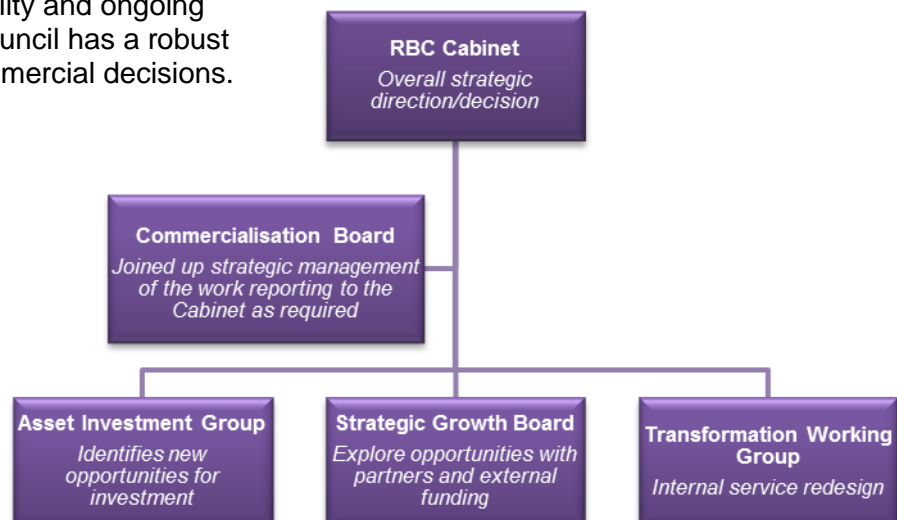 and ongoing
has a robust
decisions.
RBC Cabinet
Overall strategic
direction/decision
Commercialisation Board
Joined up strategic management
of the work reporting to the
Cabinet as required
Asset Investment Group
Identifies new
opportunities for
investment
Strategic Growth Board
Explore opportunities with
partners and external
funding
Transformation Working
Group
Internal service redesign